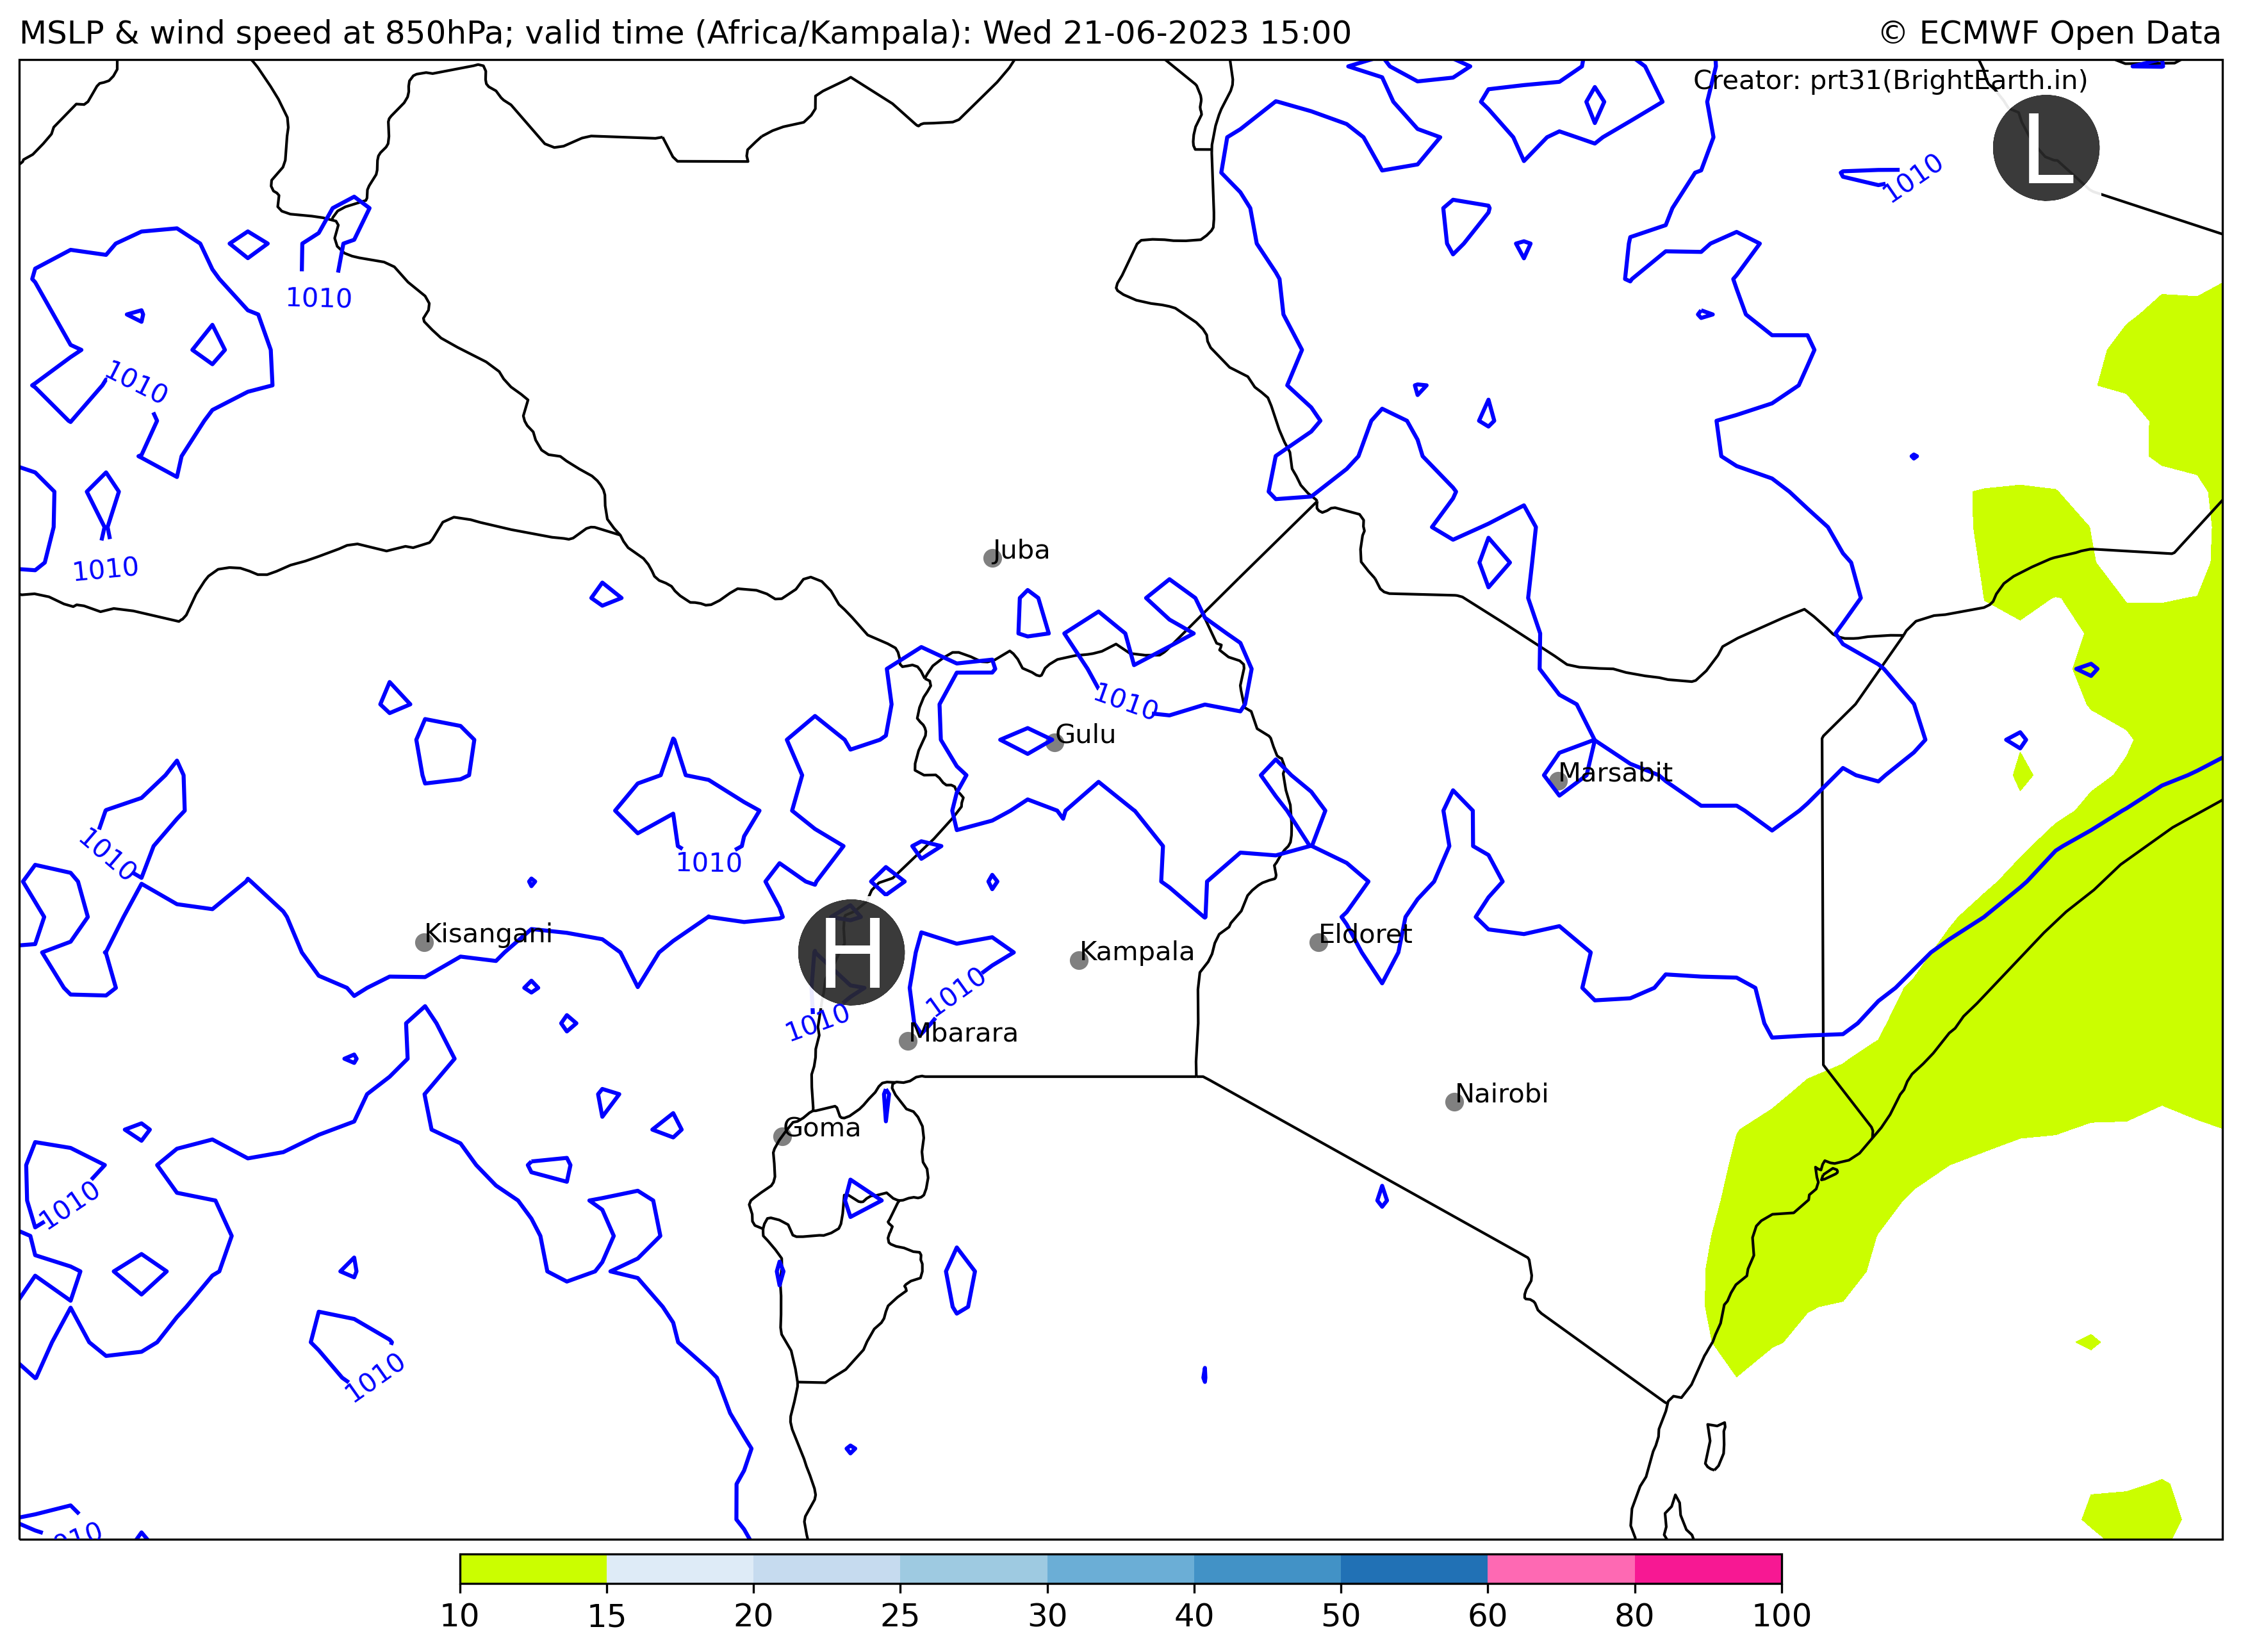 MSLP & wind speed at 850hPa; valid time (Africa/Kampala): Wed 21-06-2023 15:00
© ECMWF Open Data
Creator: prt31(BrightEarth.in)
L
1010
1010
1010
1010
Juba
1010
Gulu
Marsabit
1010
1010
Kisangani
H
Kampala
Eldoret
1010
1010
Mbarara
Nairobi
Goma
1010
1010
010
10 15 20 25 30 40 50 60 80 100